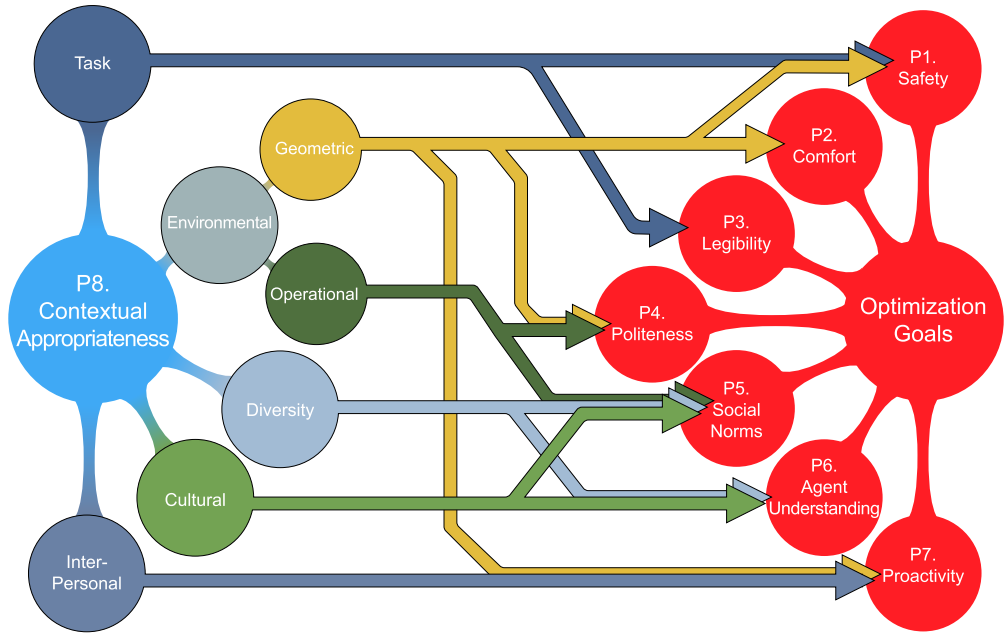 Task
P1.
Safety
Geometric
P2.
Comfort
Environmental
P3.
Legibility
P8.
Contextual
Appropriateness
Operational
P4.
Politeness
Optimization
Goals
Diversity
P5.
Social
Norms
Cultural
P6.
Agent
Understanding
Inter-
Personal
P7.
Proactivity